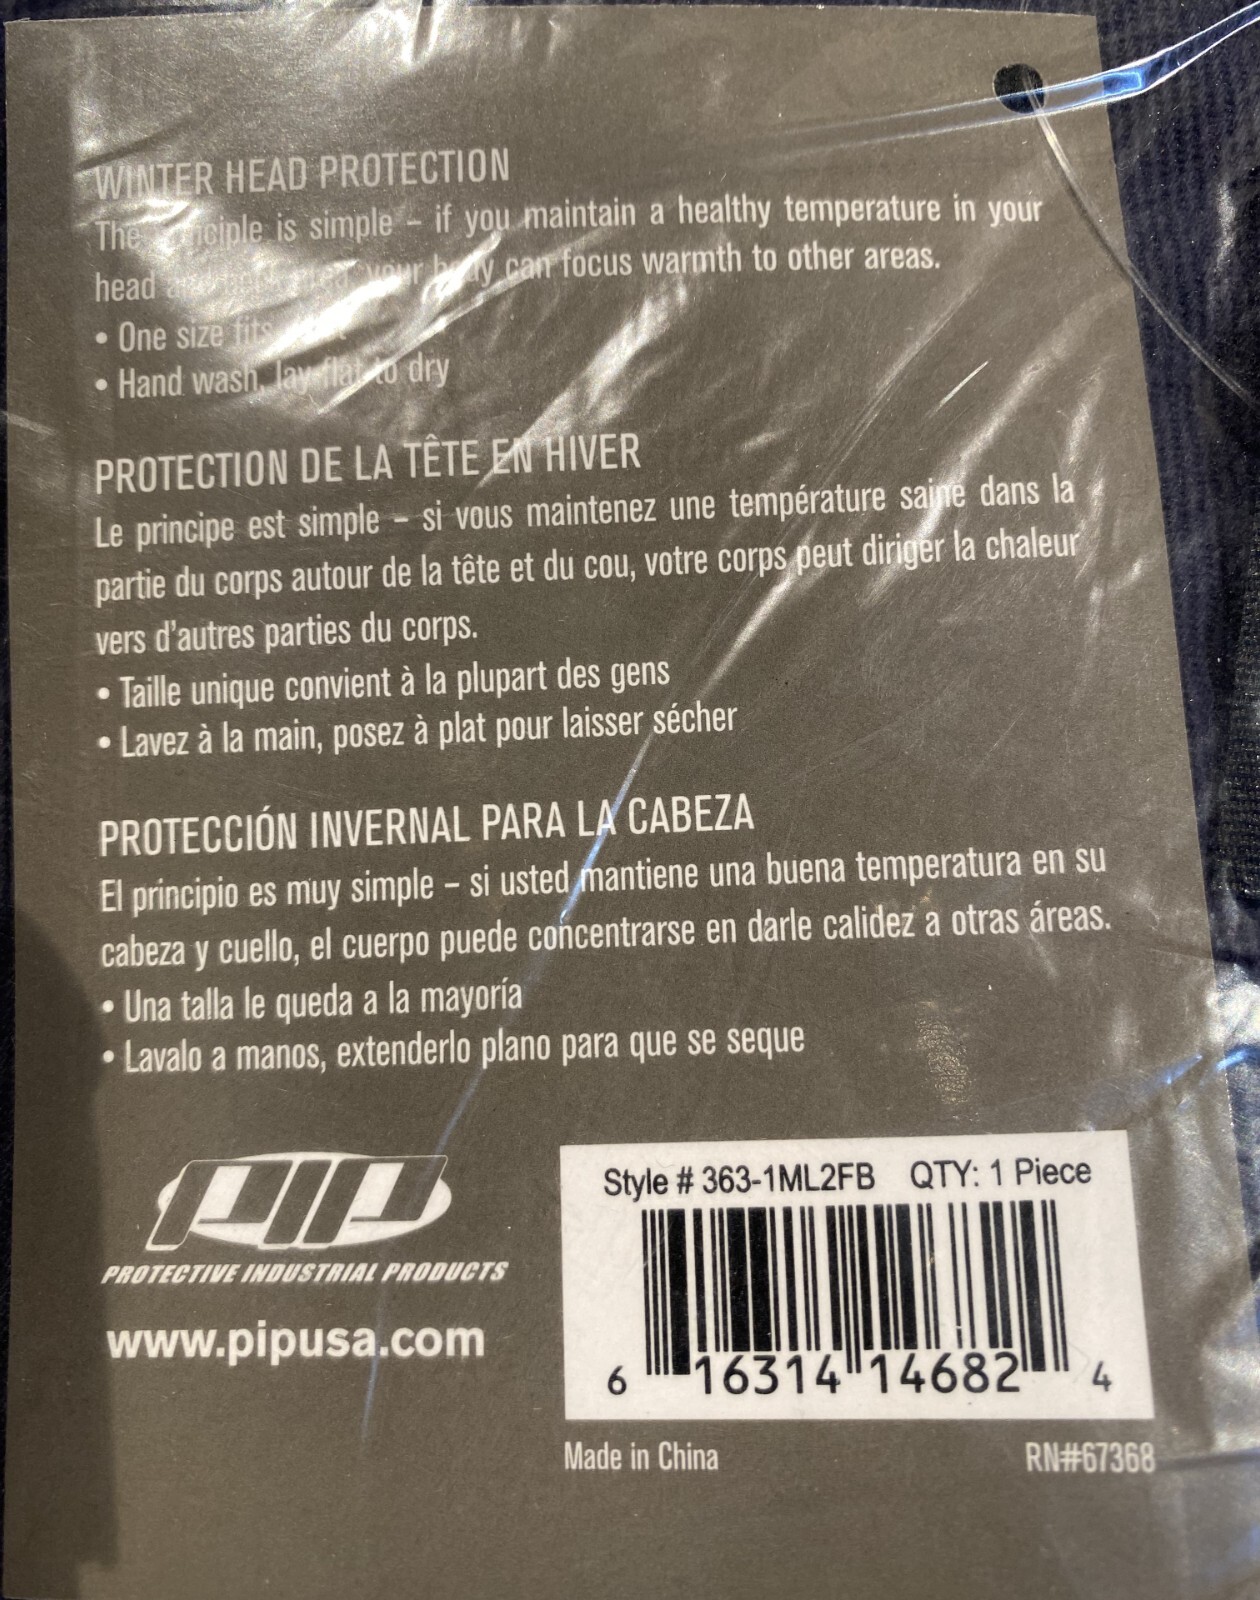 WINTER HEAD PROTECTION
The principle is simple – if you maintain a healthy temperature in your
head your body can focus warmth to other areas.
• One size fits
• Hand wash, lay flat to dry
PROTECTION DE LA TÊTE EN HIVER
Le principe est simple – si vous maintenez une température saine dans la
partie du corps autour de la tête et du cou, votre corps peut diriger la chaleur
vers d'autres parties du corps.
• Taille unique convient à la plupart des gens
• Lavez à la main, posez à plat pour laisser sécher
PROTECCIÓN INVERNAL PARA LA CABEZA
El principio es muy simple – si usted mantiene una buena temperatura en su
cabeza y cuello, el cuerpo puede concentrarse en darle calidez a otras áreas.
• Una talla le queda a la mayoría
• Lavalo a manos, extenderlo plano para que se seque
PIP
PROTECTIVE INDUSTRIAL PRODUCTS
www.pipusa.com
Style # 363-1ML2FB QTY: 1 Piece
6 16314 14682 4
Made in China RN#67368